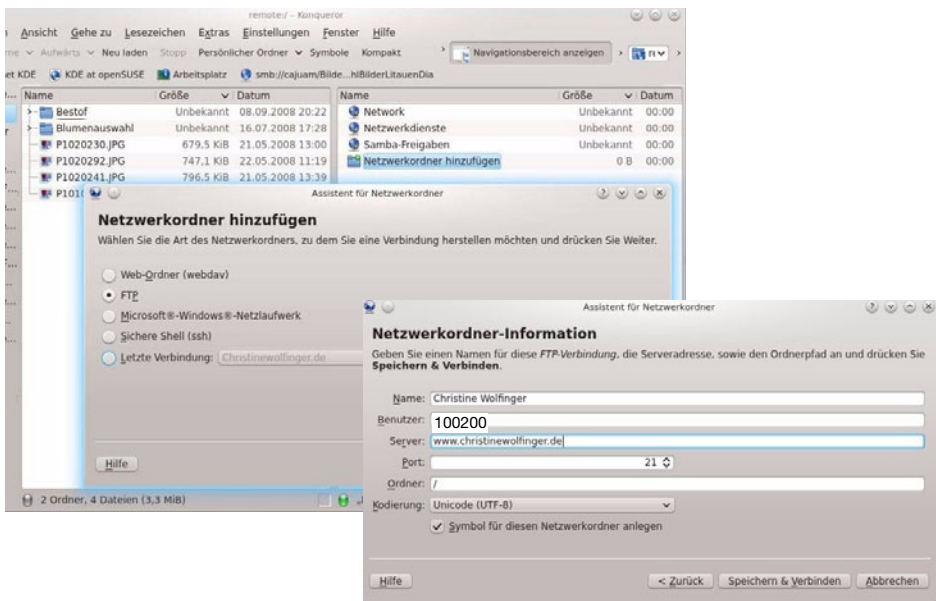 remote:/ – Konqueror
Ansicht Gehe zu Lesezeichen Extras Einstellungen Fenster Hilfe
Aufwärts Neu laden Stopp Persönlicher Ordner Symbole Kompakt Navigationsbereich anzeigen
KDE KDE at openSUSE Arbeitsplatz smb://cajuam/Bilde...hlBilderLitauenDia
Name Größe Datum Name Größe Datum
Bestof Unbekannt 08.09.2008 20:22 Network Unbekannt 00:00
Blumenauswahl Unbekannt 16.07.2008 17:28 Netzwerkdienste Unbekannt 00:00
P1020230.JPG 679,5 KiB 21.05.2008 13:00 Samba-Freigaben Unbekannt 00:00
P1020292.JPG 747,1 KiB 22.05.2008 11:19 Netzwerkordner hinzufügen 0 B 00:00
P1020241.JPG 796,5 KiB 21.05.2008 13:39
Assistent für Netzwerkordner
Netzwerkordner hinzufügen
Wählen Sie die Art des Netzwerkordners, zu dem Sie eine Verbindung herstellen möchten und drücken Sie Weiter.
Web-Ordner (webdav)
FTP
Microsoft®-Windows®-Netzlaufwerk
Sichere Shell (ssh)
Letzte Verbindung: Christinewolfinger.de
Hilfe
2 Ordner, 4 Dateien (3,3 MiB)
Assistent für Netzwerkordner
Netzwerkordner-Information
Geben Sie einen Namen für diese FTP-Verbindung, die Serveradresse, sowie den Ordnerpfad an und drücken Sie
Speichern & Verbinden.
Name: Christine Wolfinger
Benutzer: 100200
Server: www.christinewolfinger.de
Port: 21
Ordner: /
Kodierung: Unicode (UTF-8)
Symbol für diesen Netzwerkordner anlegen
Hilfe < Zurück Speichern & Verbinden Abbrechen